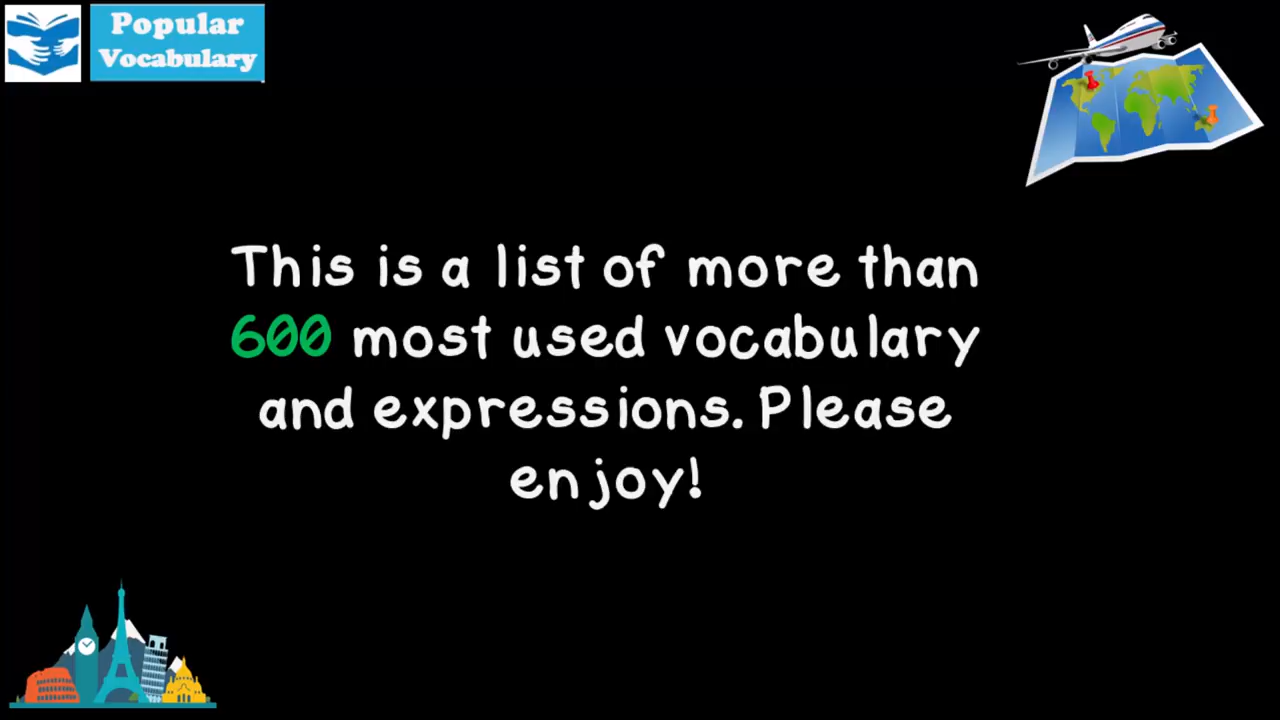 Popular
Vocabulary
This is a list of more than
600 most used vocabulary
and expressions. Please
enjoy!